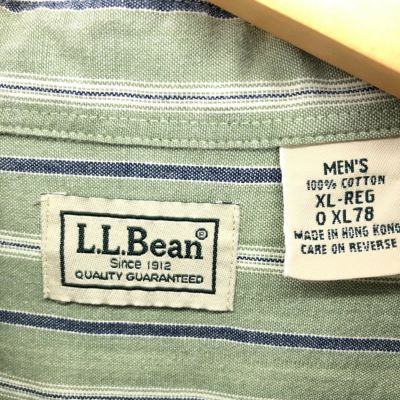 L.L.Bean®
Since 1912
QUALITY GUARANTEED
MEN'S
100% COTTON
XL-REG
0 XL78
MADE IN HONG KONG
CARE ON REVERSE